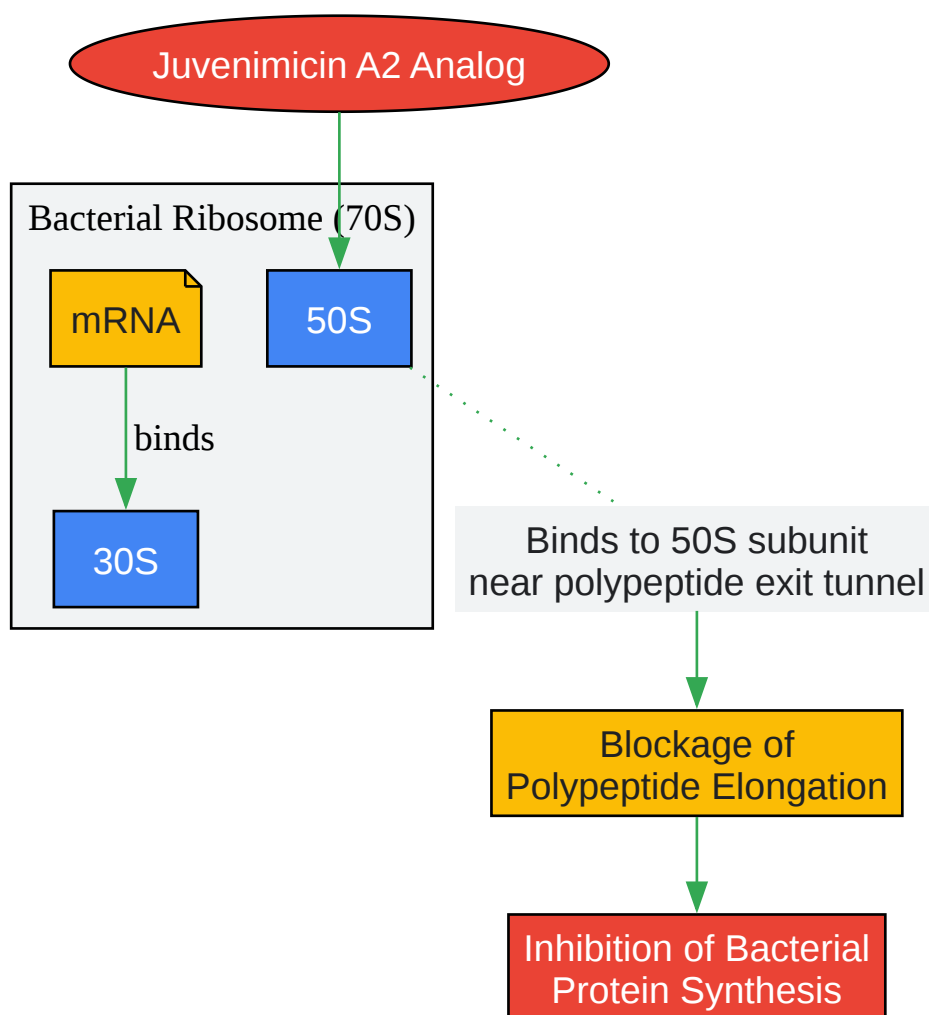 Juvenimicin A2 Analog
Bacterial Ribosome (70S)
mRNA
50S
binds
30S
Binds to 50S subunit
near polypeptide exit tunnel
Blockage of
Polypeptide Elongation
Inhibition of Bacterial
Protein Synthesis